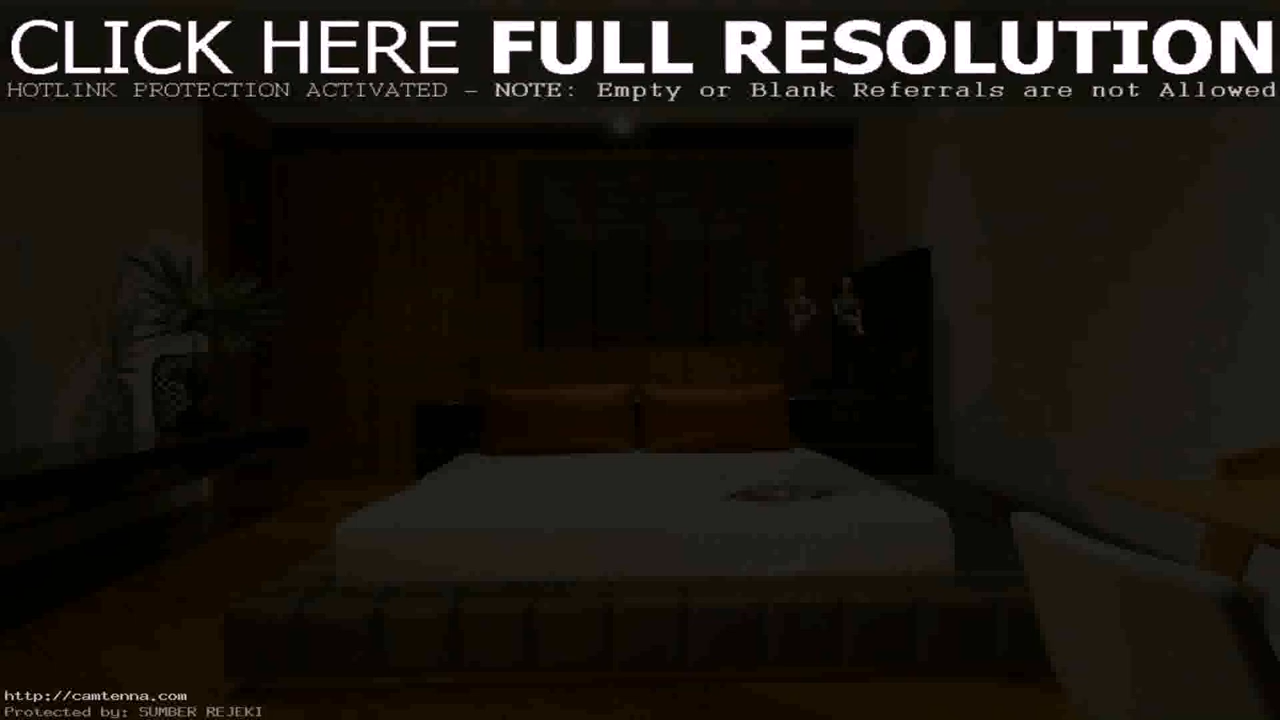 CLICK HERE FULL RESOLUTION
HOTLINK PROTECTION ACTIVATED - NOTE: Empty or Blank Referrals are not Allowed
http://camtenna.com
Protected by: SUMBER REJEKI